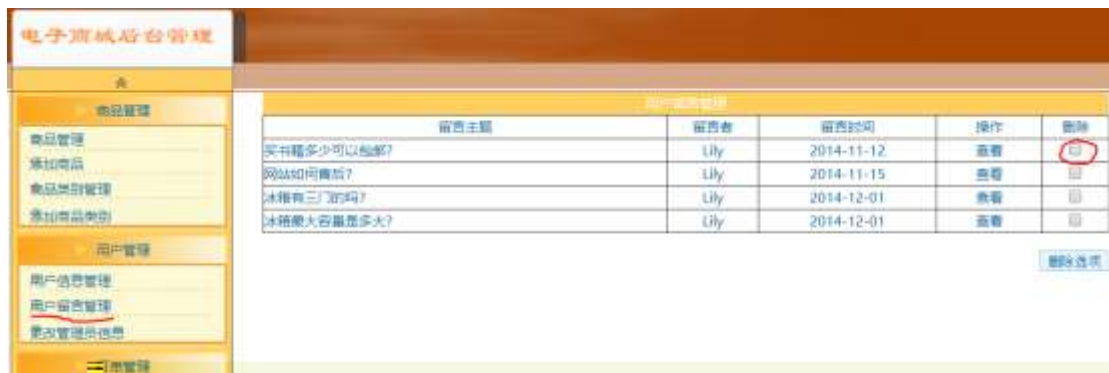 电子商城后台管理
商品管理
商品管理
添加商品
商品类别管理
添加商品类别
用户管理
用户信息管理
用户留言管理
更改管理员信息
用户留言管理
留言主题 留言者 留言时间 操作 删除
买书籍多少可以包邮? Lily 2014-11-12 查看
网站如何售后? Lily 2014-11-15 查看
冰箱有三门的吗? Lily 2014-12-01 查看
冰箱最大容量是多大? Lily 2014-12-01 查看
删除选项